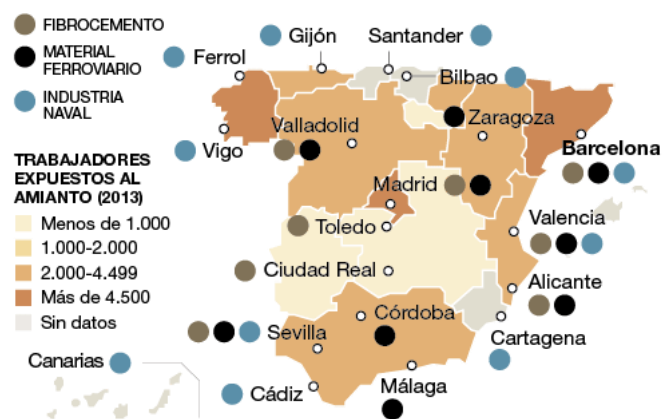 FIBROCEMENTO
MATERIAL
FERROVIARIO
INDUSTRIA
NAVAL
TRABAJADORES
EXPUESTOS AL
AMIANTO (2013)
Menos de 1.000
1.000-2.000
2.000-4.499
Más de 4.500
Sin datos
Gijón
Santander
Ferrol
Bilbao
Vigo
Valladolid
Zaragoza
Barcelona
Madrid
Toledo
Valencia
Ciudad Real
Alicante
Córdoba
Sevilla
Cartagena
Canarias
Cádiz
Málaga